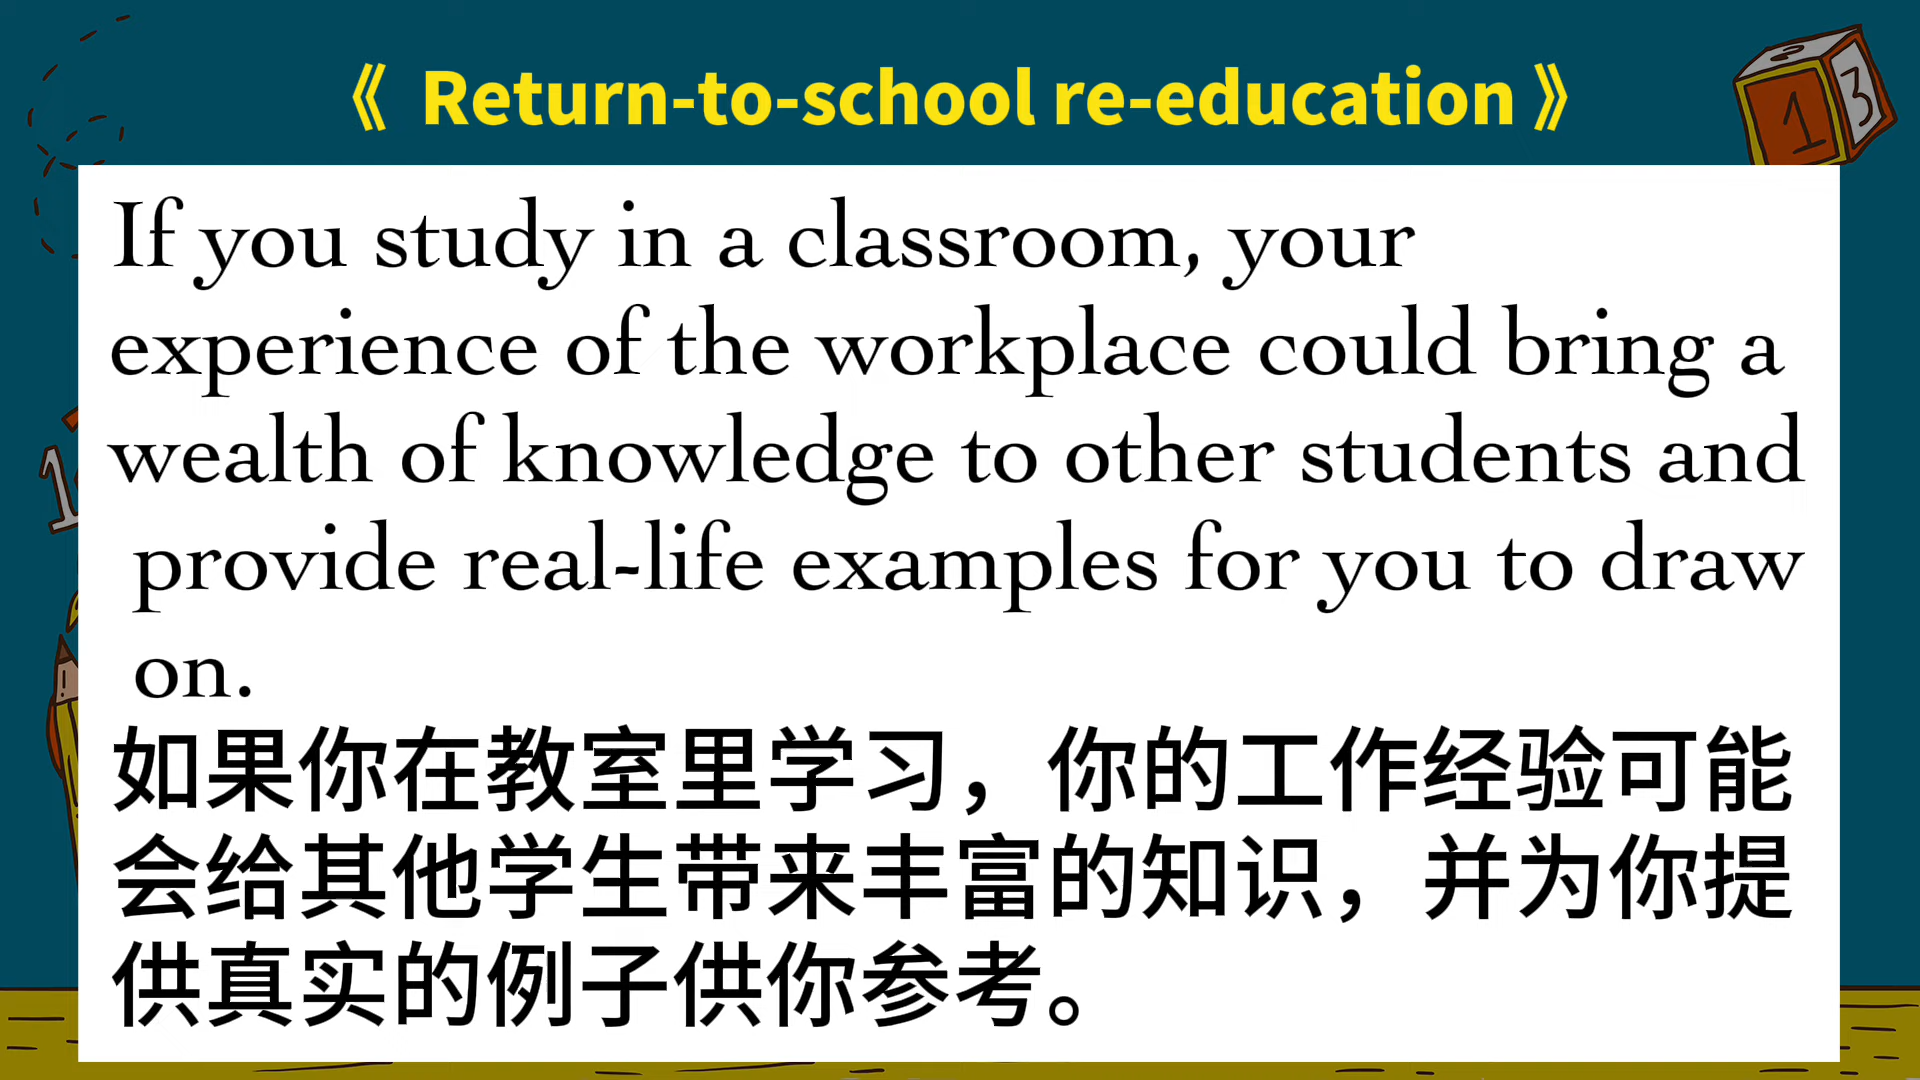 《 Return-to-school re-education 》
If you study in a classroom, your
experience of the workplace could bring a
wealth of knowledge to other students and
provide real-life examples for you to draw
on.
如果你在教室里学习，你的工作经验可能
会给其他学生带来丰富的知识，并为你提
供真实的例子供你参考。
1
3
1